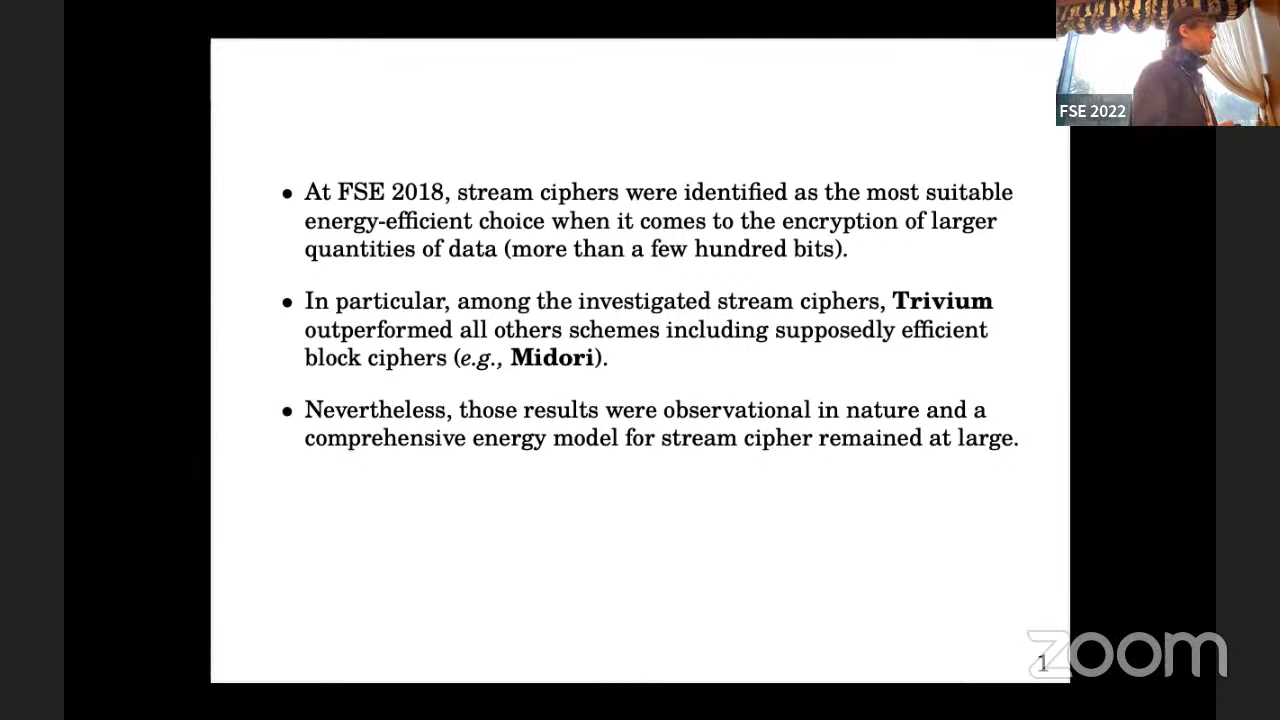 FSE 2022
• At FSE 2018, stream ciphers were identified as the most suitable
energy-efficient choice when it comes to the encryption of larger
quantities of data (more than a few hundred bits).
• In particular, among the investigated stream ciphers, Trivium
outperformed all others schemes including supposedly efficient
block ciphers (e.g., Midori).
• Nevertheless, those results were observational in nature and a
comprehensive energy model for stream cipher remained at large.
1
zoom